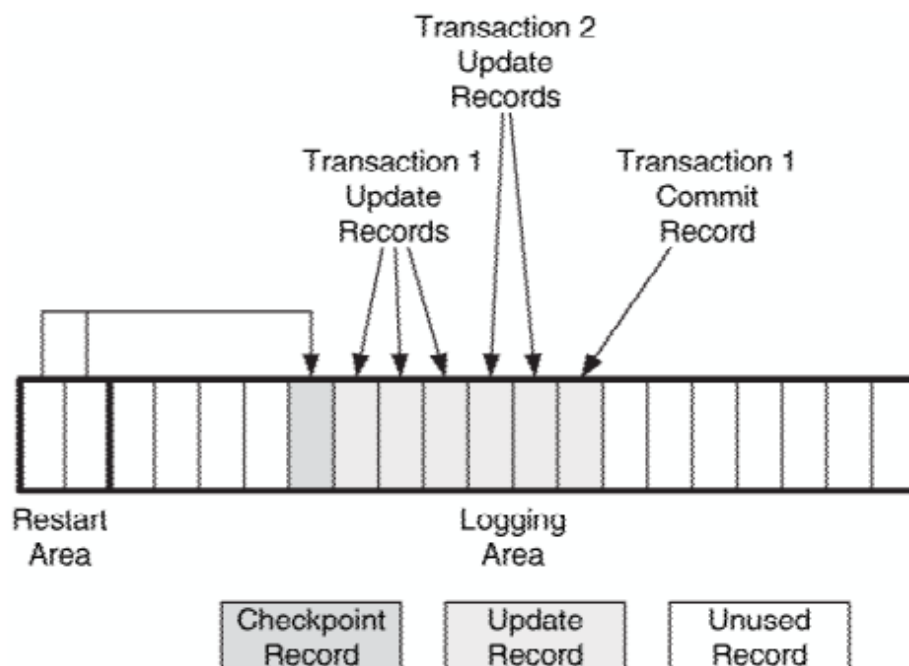 Transaction 2
Update
Records
Transaction 1
Update
Records
Transaction 1
Commit
Record
Restart
Area
Logging
Area
Checkpoint
Record
Update
Record
Unused
Record